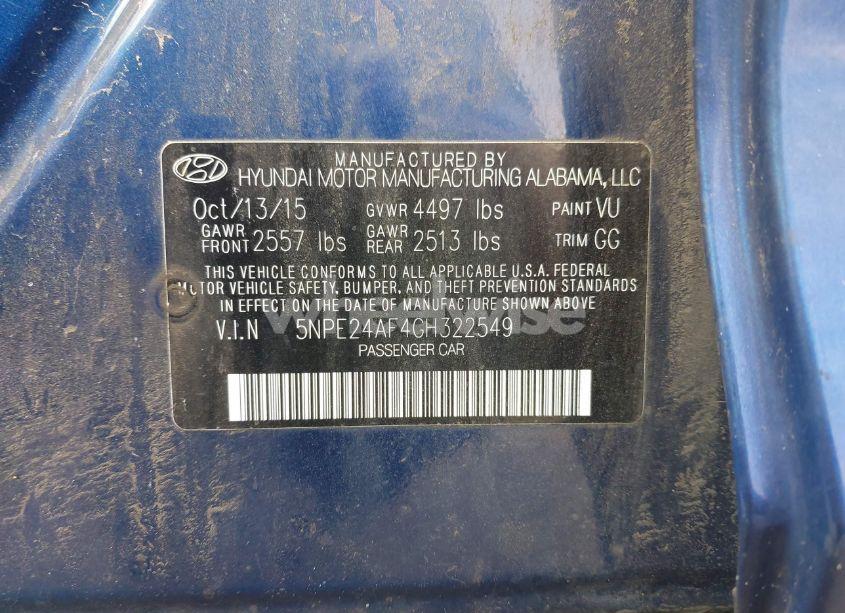 MANUFACTURED BY
HYUNDAI MOTOR MANUFACTURING ALABAMA, LLC
Oct/13/15 GVWR 4497 lbs PAINT VU
GAWR FRONT 2557 lbs GAWR REAR 2513 lbs TRIM GG
THIS VEHICLE CONFORMS TO ALL APPLICABLE U.S.A. FEDERAL
MOTOR VEHICLE SAFETY, BUMPER, AND THEFT PREVENTION STANDARDS
IN EFFECT ON THE DATE OF MANUFACTURE SHOWN ABOVE
V.I.N 5NPE24AF4GH322549
PASSENGER CAR